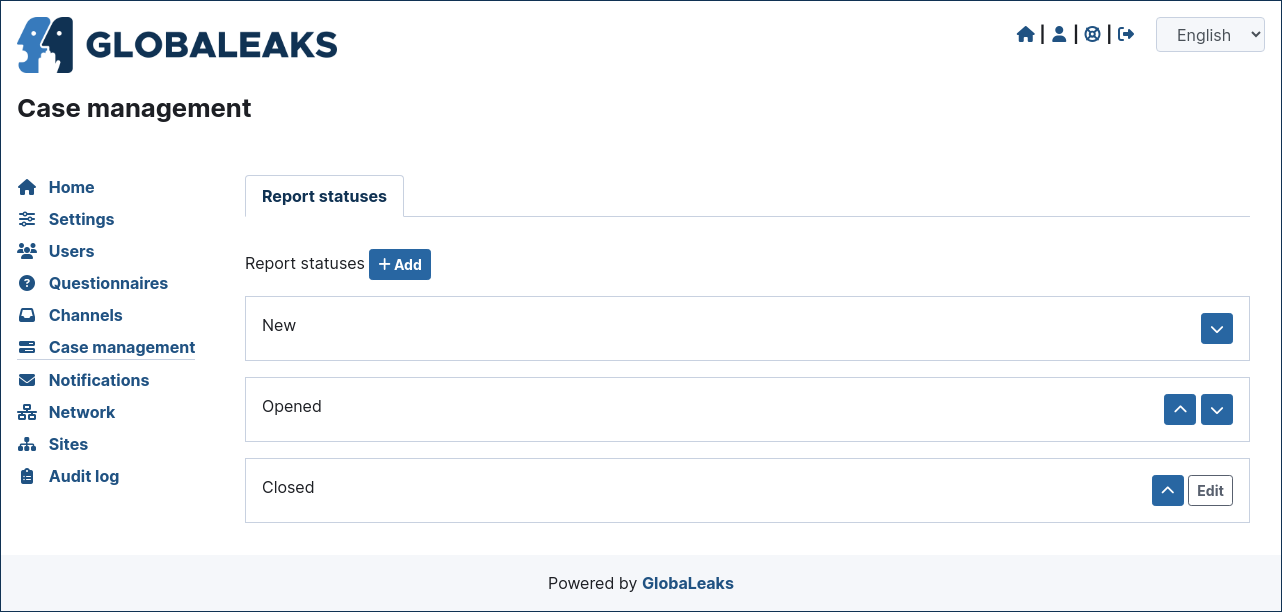 GLOBALEAKS
English
Case management
Home
Settings
Users
Questionnaires
Channels
Case management
Notifications
Network
Sites
Audit log
Report statuses
Report statuses Add
New
Opened
Closed
Edit
Powered by GlobaLeaks